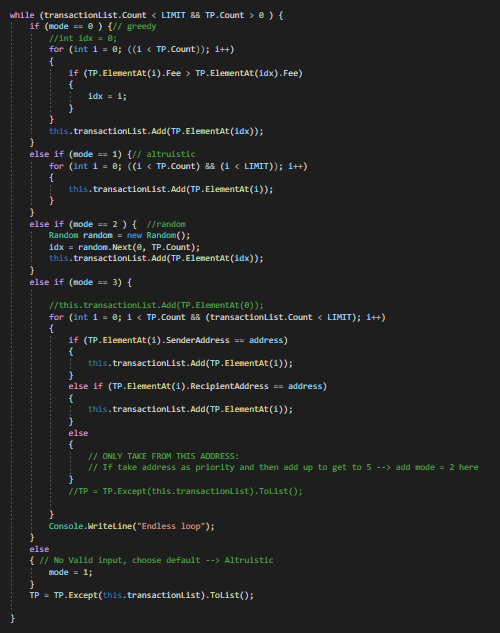 while (transactionList.Count < LIMIT && TP.Count > 0 ) {
if (mode == 0 ) {// greedy
//int idx = 0;
for (int i = 0; ((i < TP.Count)); i++)
{
if (TP.ElementAt(i).Fee > TP.ElementAt(idx).Fee)
{
idx = i;
}
}
this.transactionList.Add(TP.ElementAt(idx));
}
else if (mode == 1) {// altruistic
for (int i = 0; ((i < TP.Count) && (i < LIMIT)); i++)
{
this.transactionList.Add(TP.ElementAt(i));
}
}
else if (mode == 2 ) {  //random
Random random = new Random();
idx = random.Next(0, TP.Count);
this.transactionList.Add(TP.ElementAt(idx));
}
else if (mode == 3) {
//this.transactionList.Add(TP.ElementAt(0));
for (int i = 0; i < TP.Count && (transactionList.Count < LIMIT); i++)
{
if (TP.ElementAt(i).SenderAddress == address)
{
this.transactionList.Add(TP.ElementAt(i));
}
else if (TP.ElementAt(i).RecipientAddress == address)
{
this.transactionList.Add(TP.ElementAt(i));
}
else
{
// ONLY TAKE FROM THIS ADDRESS:
// If take address as priority and then add up to get to 5 --> add mode = 2 here
}
//TP = TP.Except(this.transactionList).ToList();
}
Console.WriteLine("Endless loop");
}
else
{ // No Valid input, choose default --> Altruistic
mode = 1;
}
TP = TP.Except(this.transactionList).ToList();
}